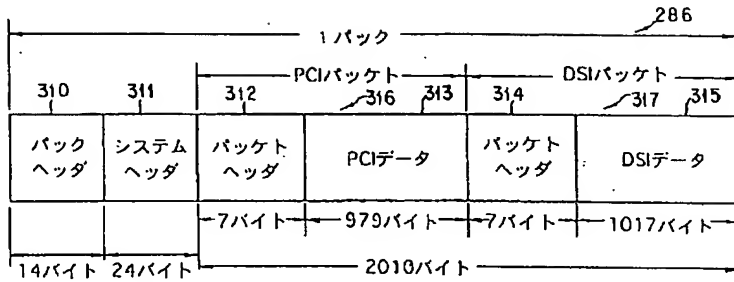 286
1パック
PCIパケット
DSIパケット
310
311
312
316
313
314
317
315
パック
ヘッダ
システム
ヘッダ
パケット
ヘッダ
PCIデータ
パケット
ヘッダ
DSIデータ
7バイト
979バイト
7バイト
1017バイト
14バイト
24バイト
2010バイト